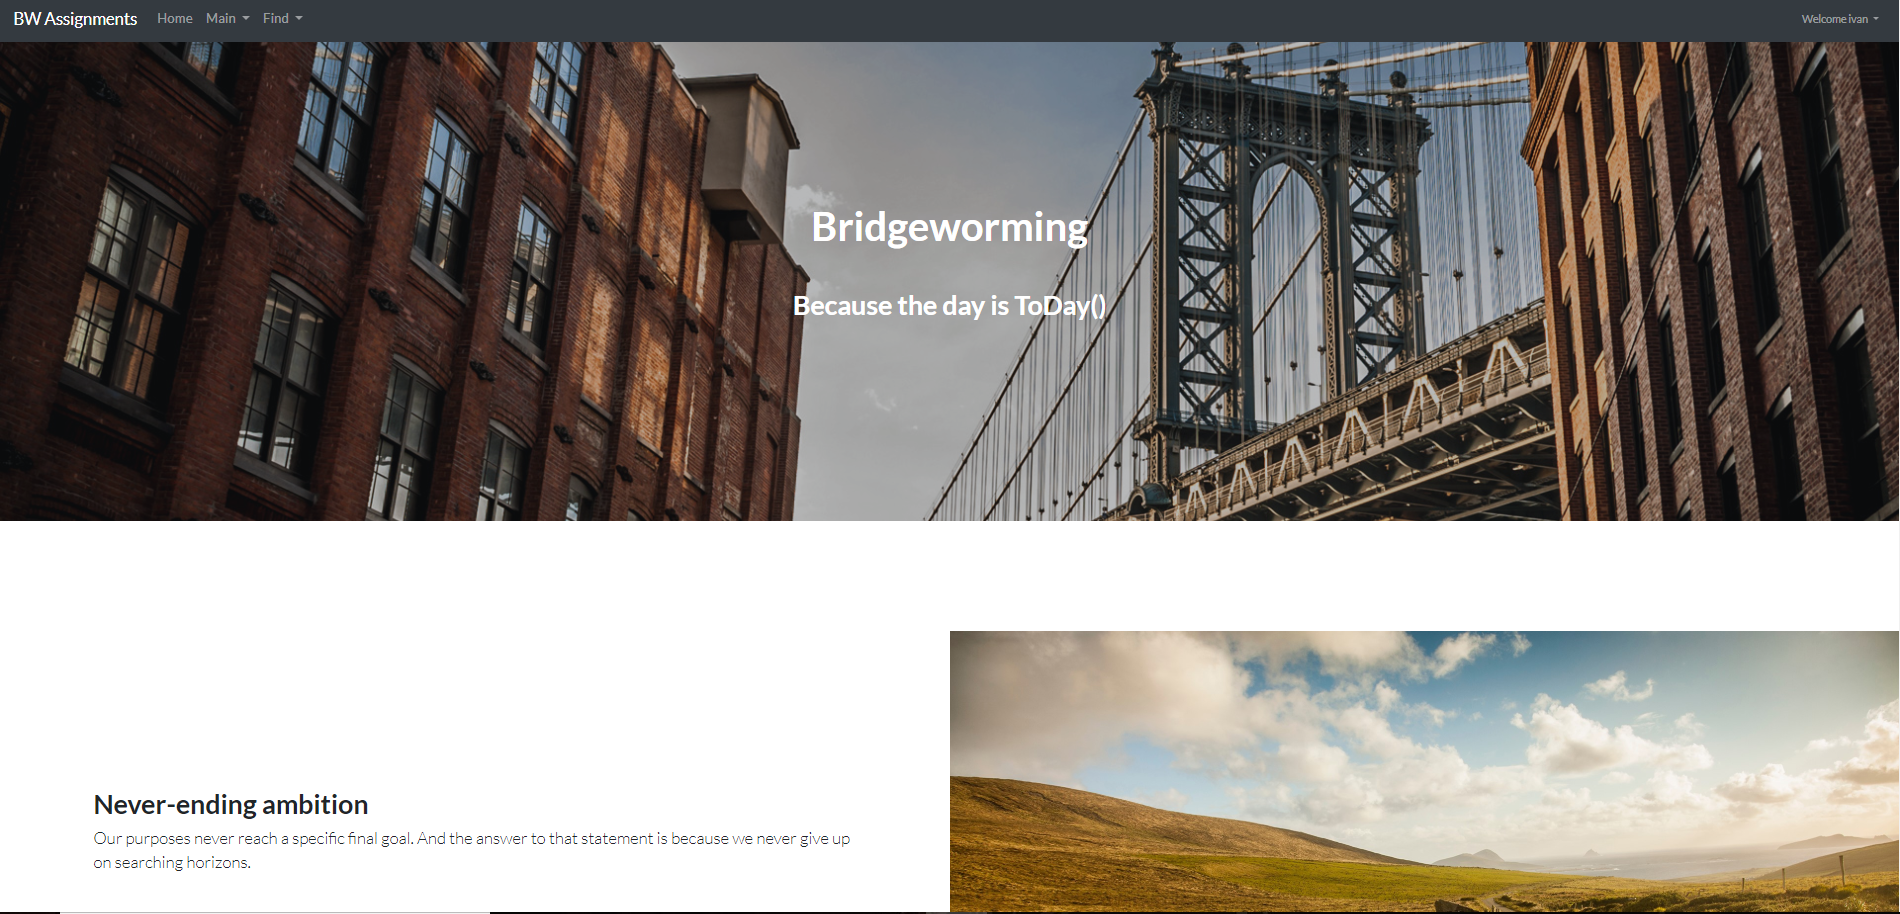 BW Assignments Home Main Find Welcome ivan
Bridgeworming
Because the day is ToDay()
Never-ending ambition
Our purposes never reach a specific final goal. And the answer to that statement is because we never give up
on searching horizons.